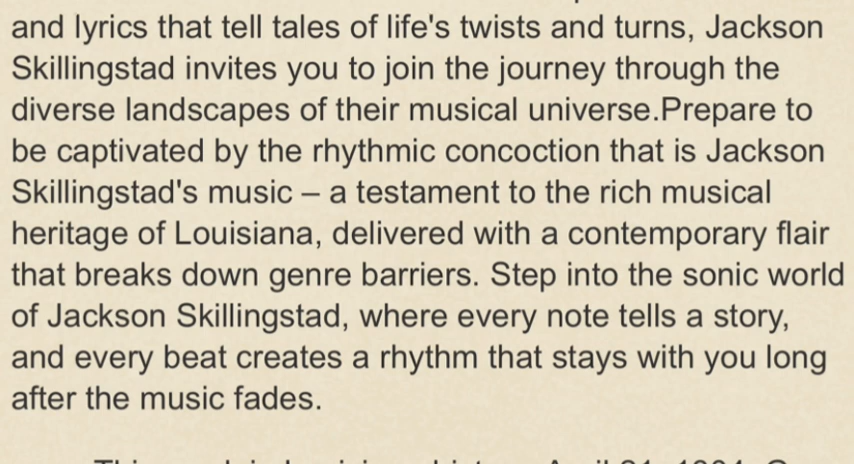 and lyrics that tell tales of life's twists and turns, Jackson
Skillingstad invites you to join the journey through the
diverse landscapes of their musical universe.Prepare to
be captivated by the rhythmic concoction that is Jackson
Skillingstad's music – a testament to the rich musical
heritage of Louisiana, delivered with a contemporary flair
that breaks down genre barriers. Step into the sonic world
of Jackson Skillingstad, where every note tells a story,
and every beat creates a rhythm that stays with you long
after the music fades.